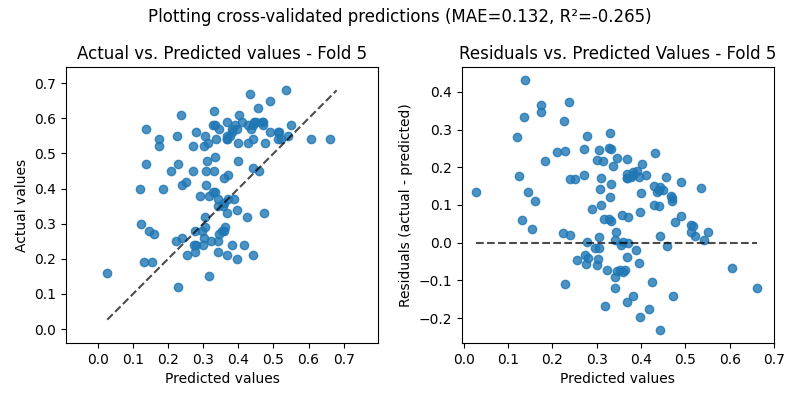 Plotting cross-validated predictions (MAE=0.132, R²=-0.265)
Actual vs. Predicted values - Fold 5
0.7
0.6
0.5
0.4
0.3
0.2
0.1
0.0
Actual values
0.0 0.1 0.2 0.3 0.4 0.5 0.6 0.7
Predicted values
Residuals vs. Predicted Values - Fold 5
0.4
0.3
0.2
0.1
0.0
−0.1
−0.2
Residuals (actual - predicted)
0.0 0.1 0.2 0.3 0.4 0.5 0.6 0.7
Predicted values